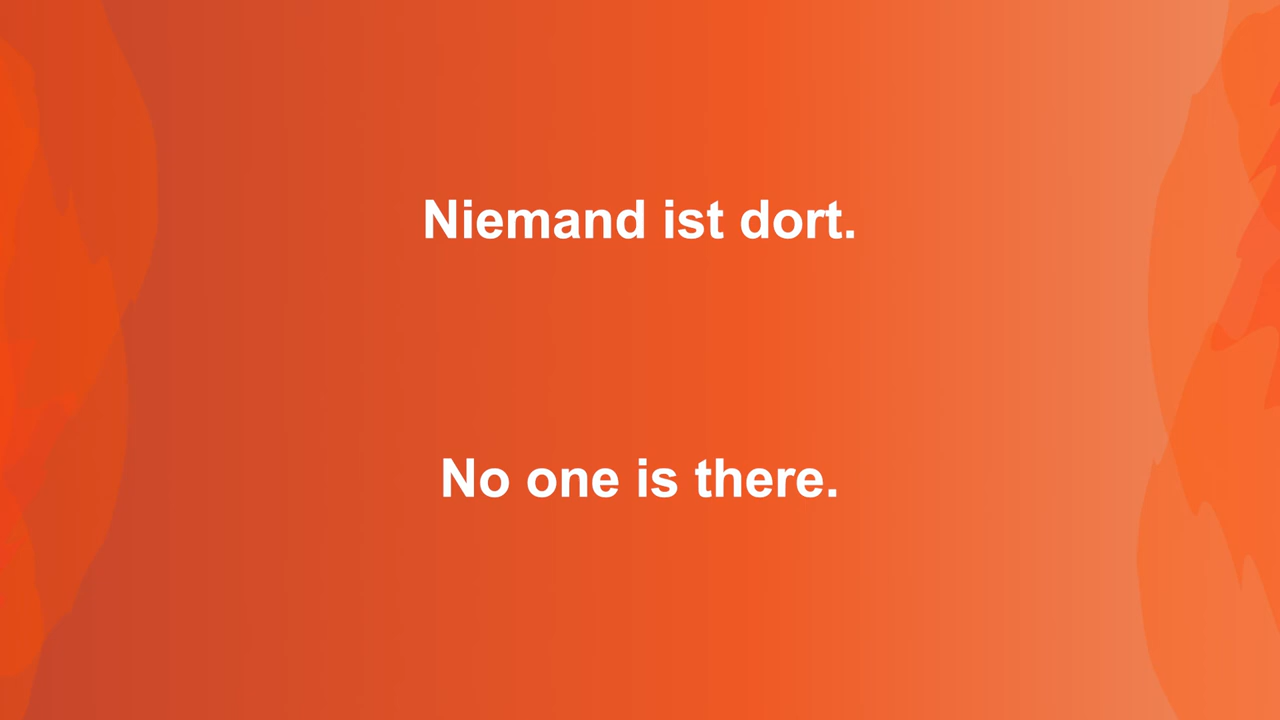 Niemand ist dort.
No one is there.